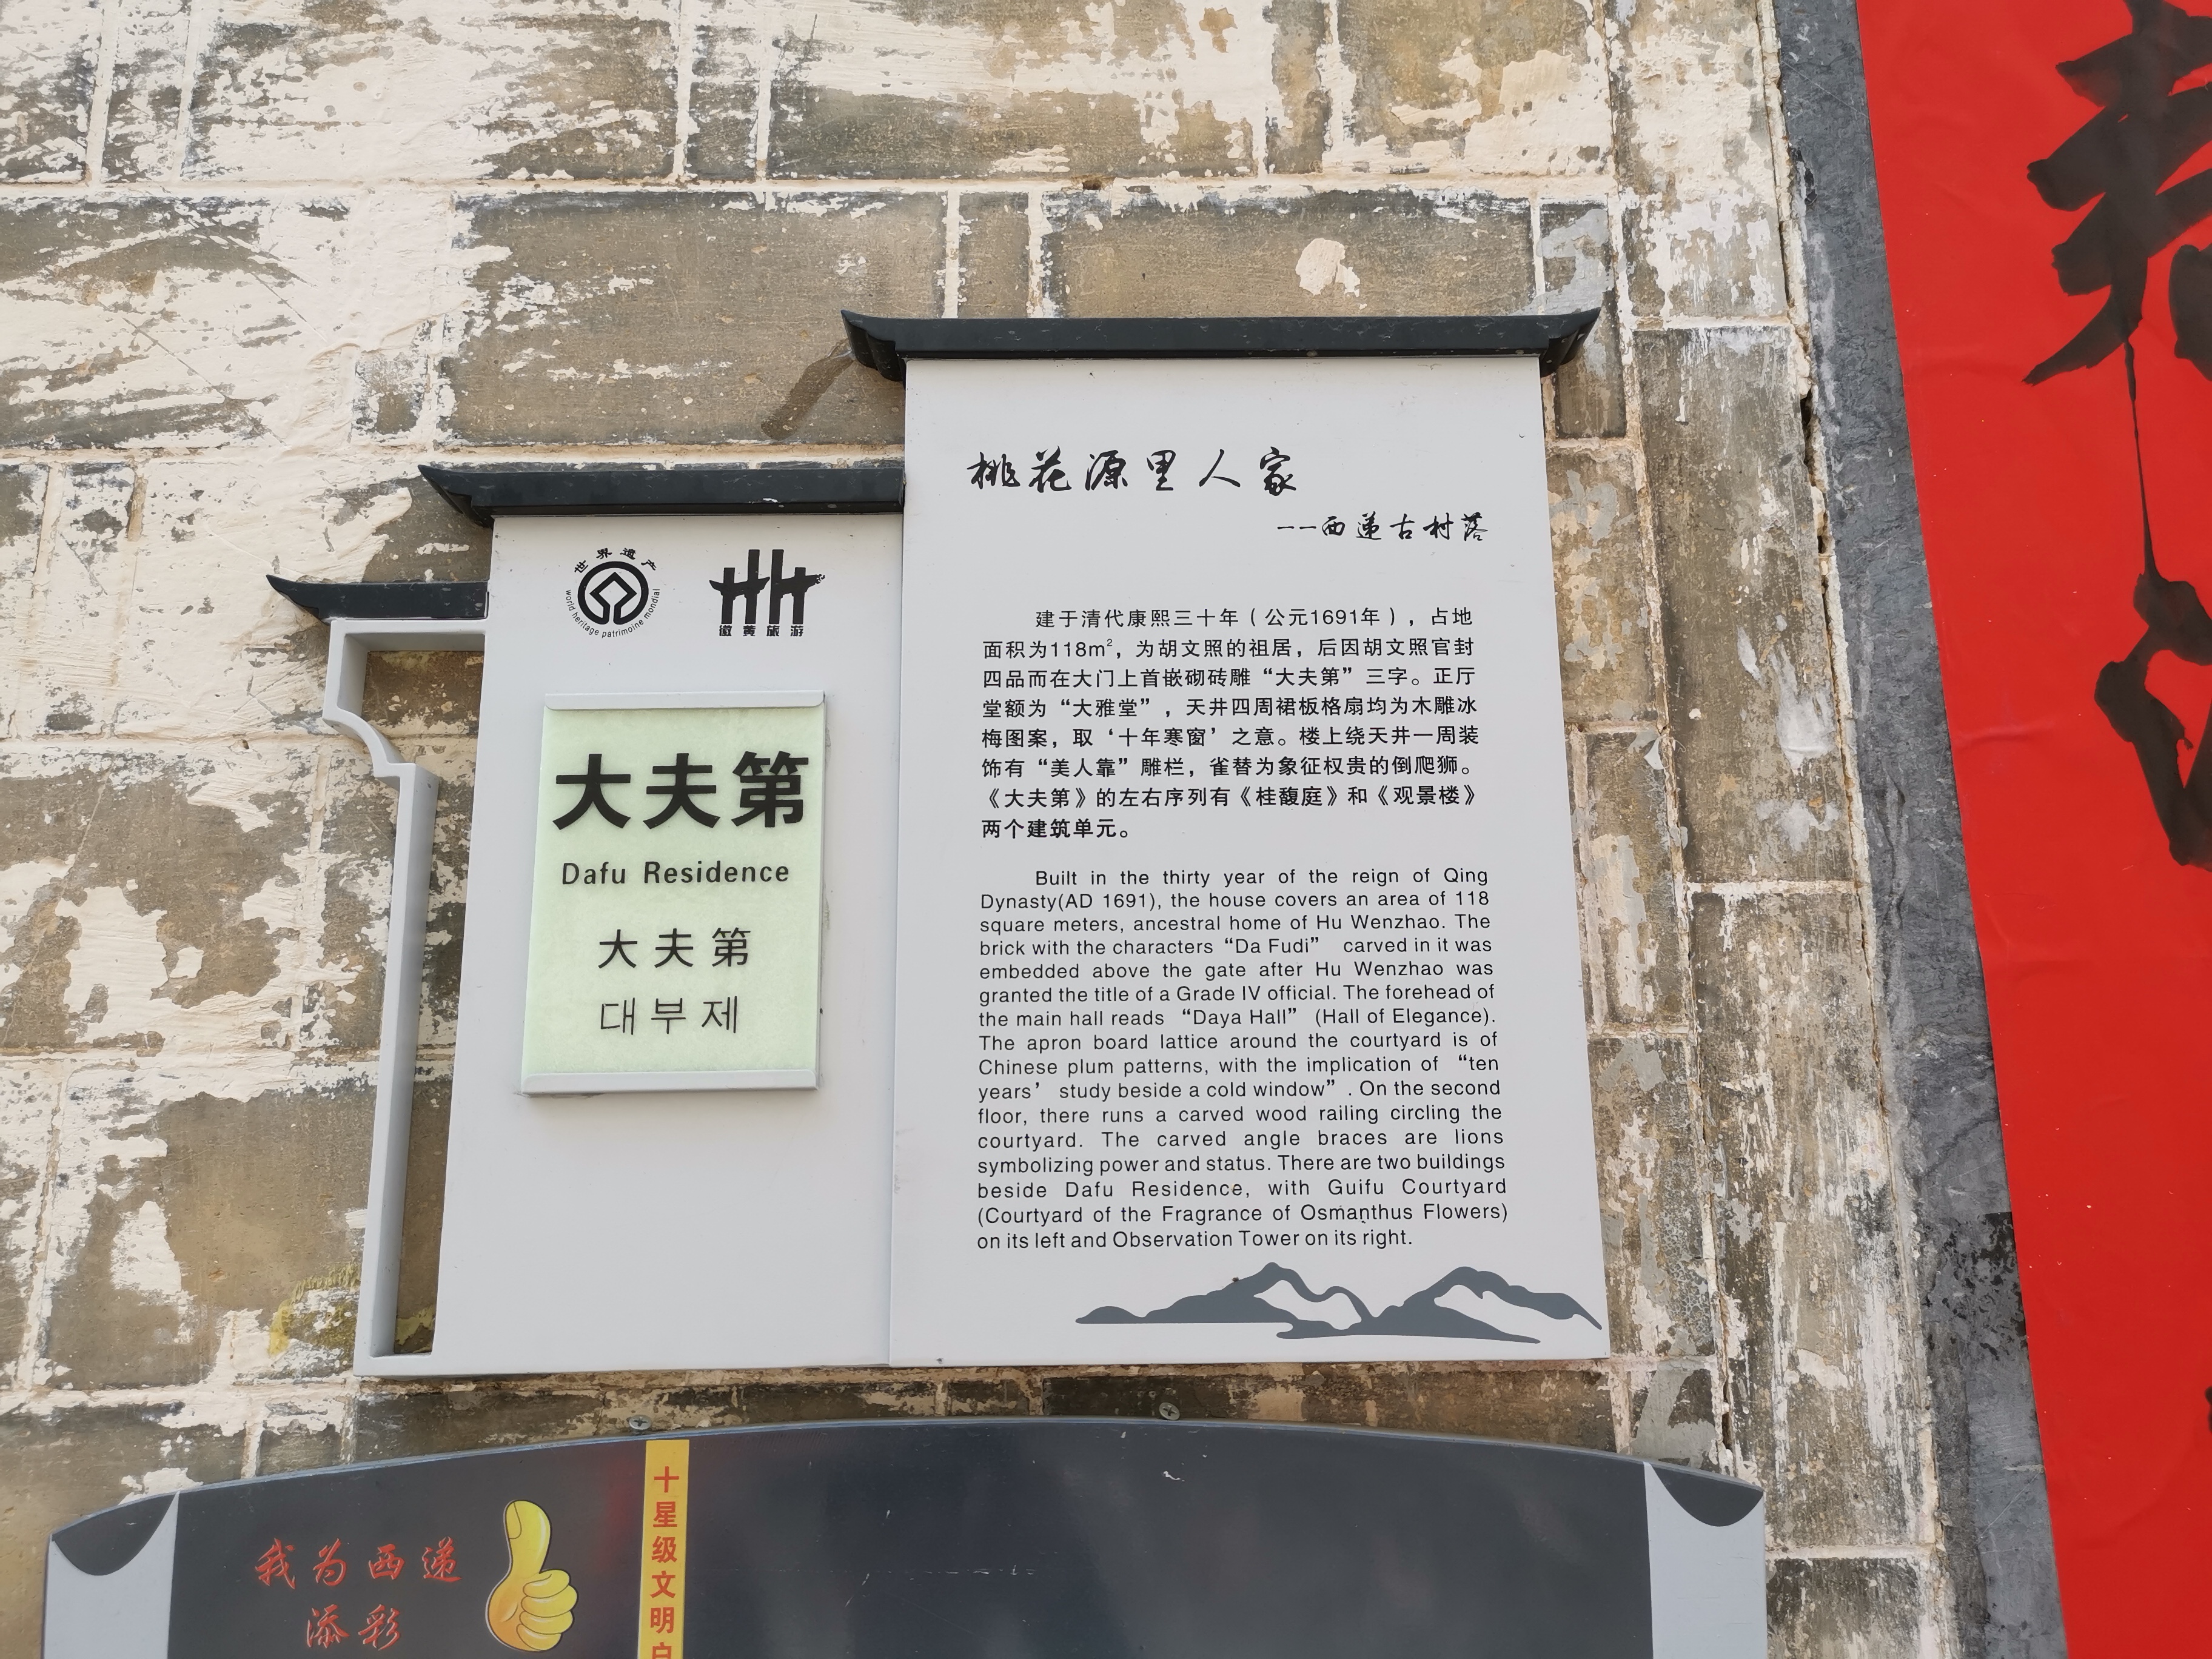 桃花源里人家
——西递古村落
世界遗产
world heritage patrimoine mondial
徽黄旅游
大夫第
Dafu Residence
大夫第
대부제
建于清代康熙三十年（公元1691年），占地
面积为118m²，为胡文照的祖居，后因胡文照官封
四品而在大门上首嵌砌砖雕“大夫第”三字。正厅
堂额为“大雅堂”，天井四周裙板格扇均为木雕冰
梅图案，取‘十年寒窗’之意。楼上绕天井一周装
饰有“美人靠”雕栏，雀替为象征权贵的倒爬狮。
《大夫第》的左右序列有《桂馥庭》和《观景楼》
两个建筑单元。
Built in the thirty year of the reign of Qing
Dynasty(AD 1691), the house covers an area of 118
square meters, ancestral home of Hu Wenzhao. The
brick with the characters “Da Fudi” carved in it was
embedded above the gate after Hu Wenzhao was
granted the title of a Grade IV official. The forehead of
the main hall reads “Daya Hall” (Hall of Elegance).
The apron board lattice around the courtyard is of
Chinese plum patterns, with the implication of “ten
years’ study beside a cold window”. On the second
floor, there runs a carved wood railing circling the
courtyard. The carved angle braces are lions
symbolizing power and status. There are two buildings
beside Dafu Residence, with Guifu Courtyard
(Courtyard of the Fragrance of Osmanthus Flowers)
on its left and Observation Tower on its right.
我为西递
添彩
十星级文明户